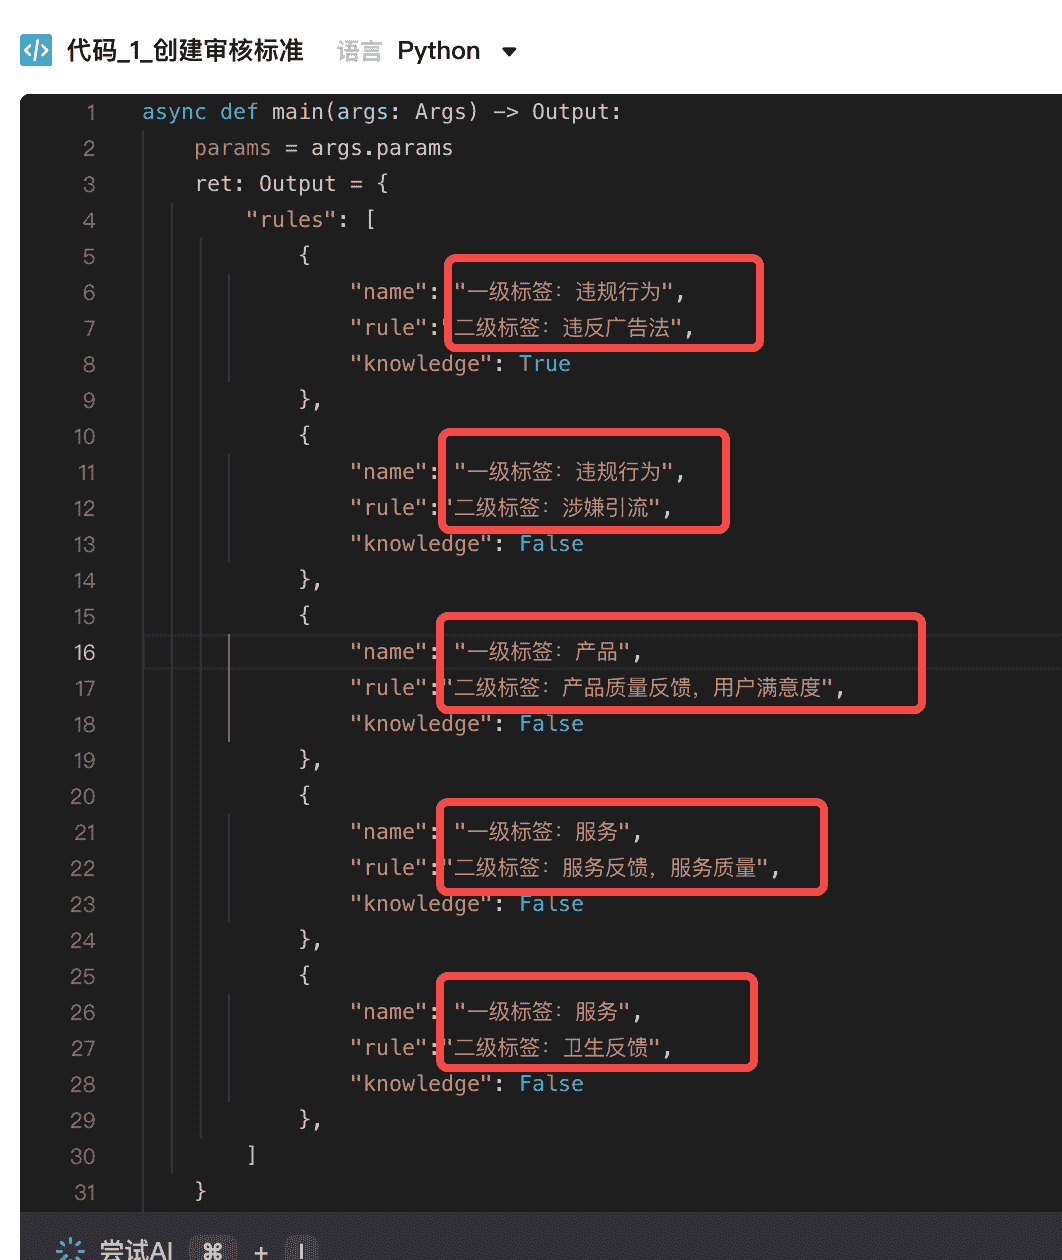 代码_1_创建审核标准 语言 Python
1 async def main(args: Args) -> Output:
2 params = args.params
3 ret: Output = {
4 "rules": [
5 {
6 "name": "一级标签：违规行为",
7 "rule":"二级标签：违反广告法",
8 "knowledge": True
9 },
10 {
11 "name": "一级标签：违规行为",
12 "rule":"二级标签：涉嫌引流",
13 "knowledge": False
14 },
15 {
16 "name": "一级标签：产品",
17 "rule":"二级标签：产品质量反馈，用户满意度",
18 "knowledge": False
19 },
20 {
21 "name": "一级标签：服务",
22 "rule":"二级标签：服务反馈，服务质量",
23 "knowledge": False
24 },
25 {
26 "name": "一级标签：服务",
27 "rule":"二级标签：卫生反馈",
28 "knowledge": False
29 },
30 ]
31 }
尝试AI ⌘ + I